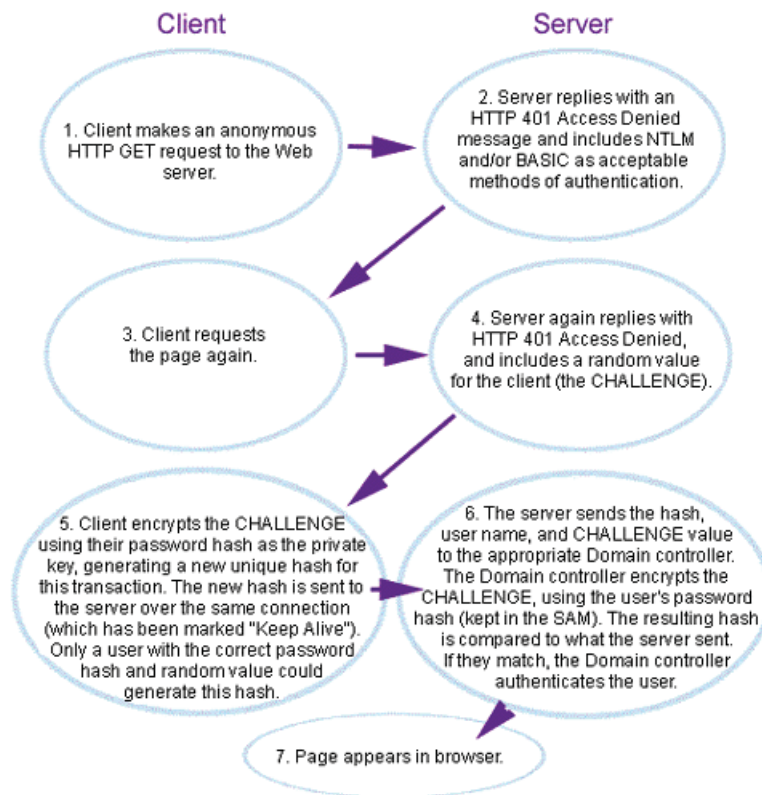 Client
Server
1. Client makes an anonymous
HTTP GET request to the Web
server.
2. Server replies with an
HTTP 401 Access Denied
message and includes NTLM
and/or BASIC as acceptable
methods of authentication.
3. Client requests
the page again.
4. Server again replies with
HTTP 401 Access Denied,
and includes a random value
for the client (the CHALLENGE).
5. Client encrypts the CHALLENGE
using their password hash as the private
key, generating a new unique hash for
this transaction. The new hash is sent to
the server over the same connection
(which has been marked "Keep Alive").
Only a user with the correct password
hash and random value could
generate this hash.
6. The server sends the hash,
user name, and CHALLENGE value
to the appropriate Domain controller.
The Domain controller encrypts the
CHALLENGE, using the user's password
hash (kept in the SAM). The resulting hash
is compared to what the server sent.
If they match, the Domain controller
authenticates the user.
7. Page appears in browser.